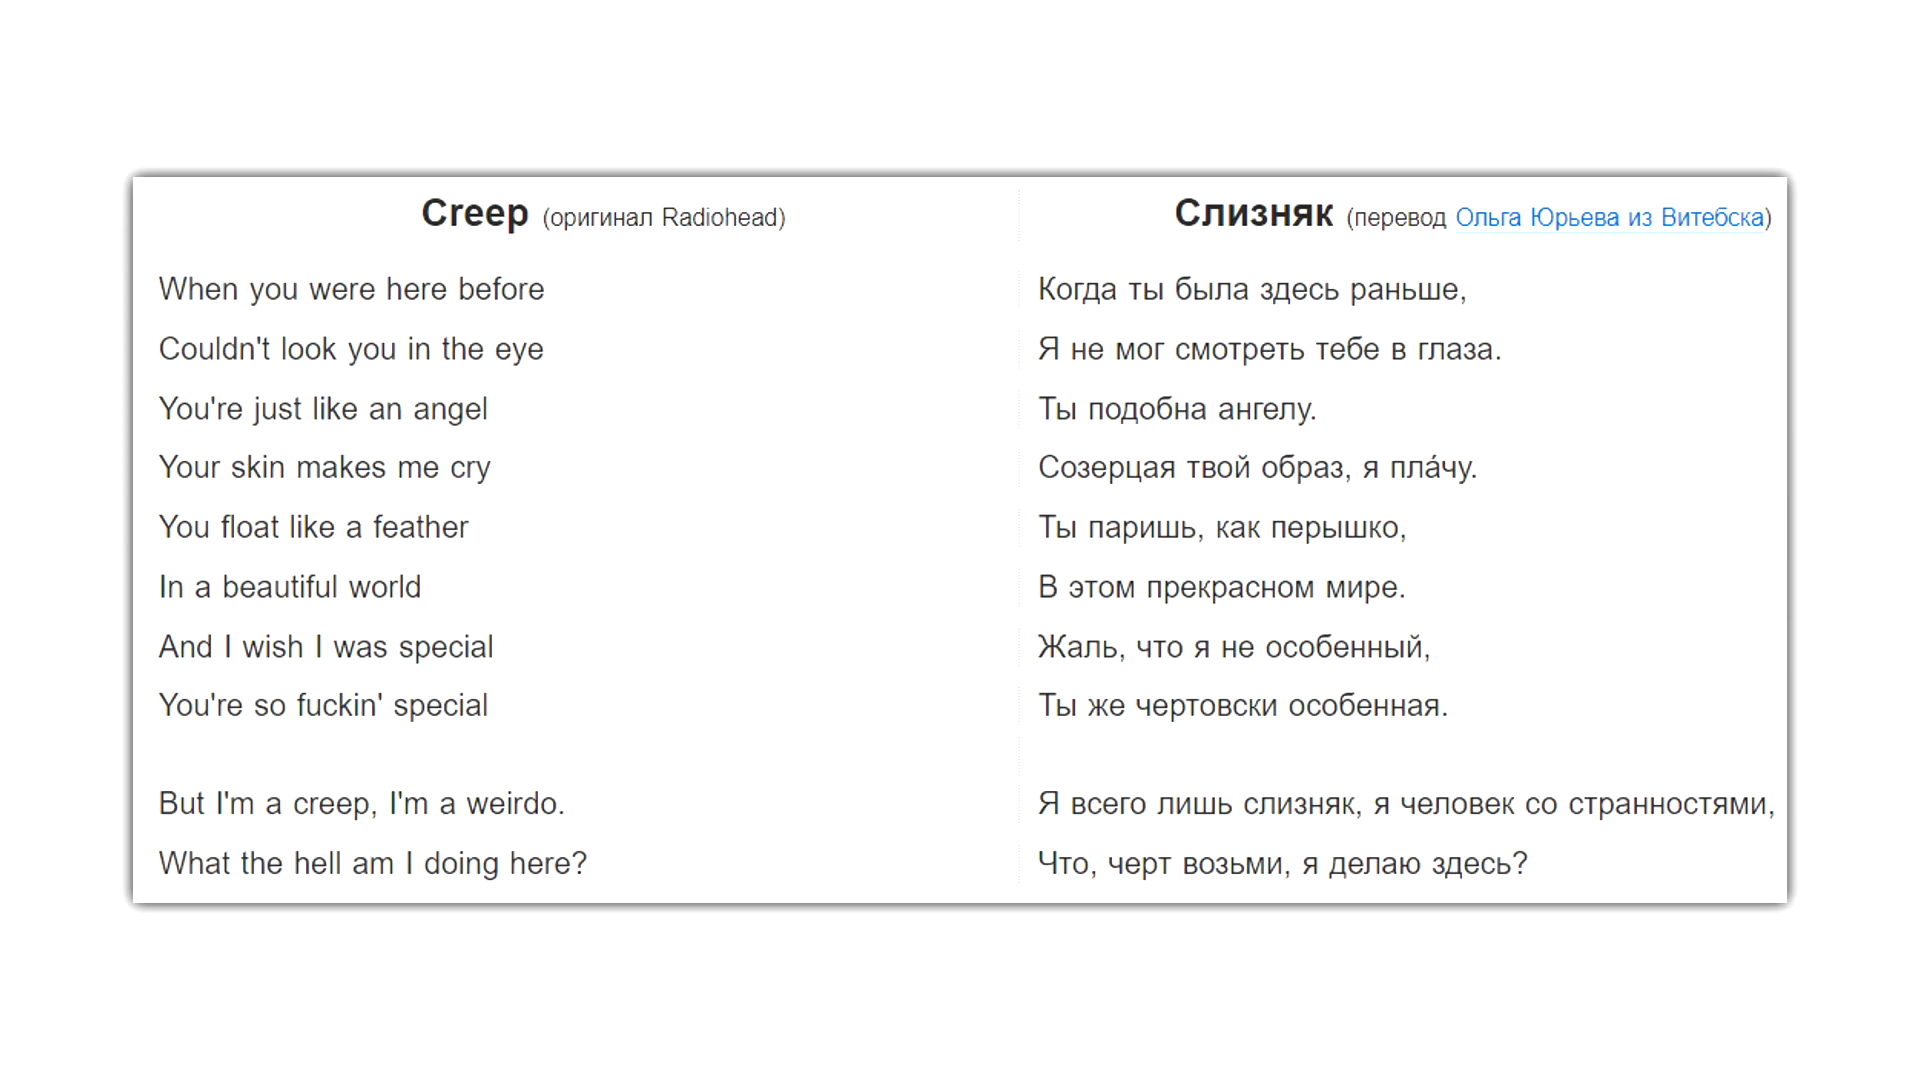 Creep (оригинал Radiohead)
Слизняк (перевод Ольга Юрьева из Витебска)
When you were here before
Когда ты была здесь раньше,
Couldn't look you in the eye
Я не мог смотреть тебе в глаза.
You're just like an angel
Ты подобна ангелу.
Your skin makes me cry
Созерцая твой образ, я пла́чу.
You float like a feather
Ты паришь, как перышко,
In a beautiful world
В этом прекрасном мире.
And I wish I was special
Жаль, что я не особенный,
You're so fuckin' special
Ты же чертовски особенная.
But I'm a creep, I'm a weirdo.
Я всего лишь слизняк, я человек со странностями,
What the hell am I doing here?
Что, черт возьми, я делаю здесь?